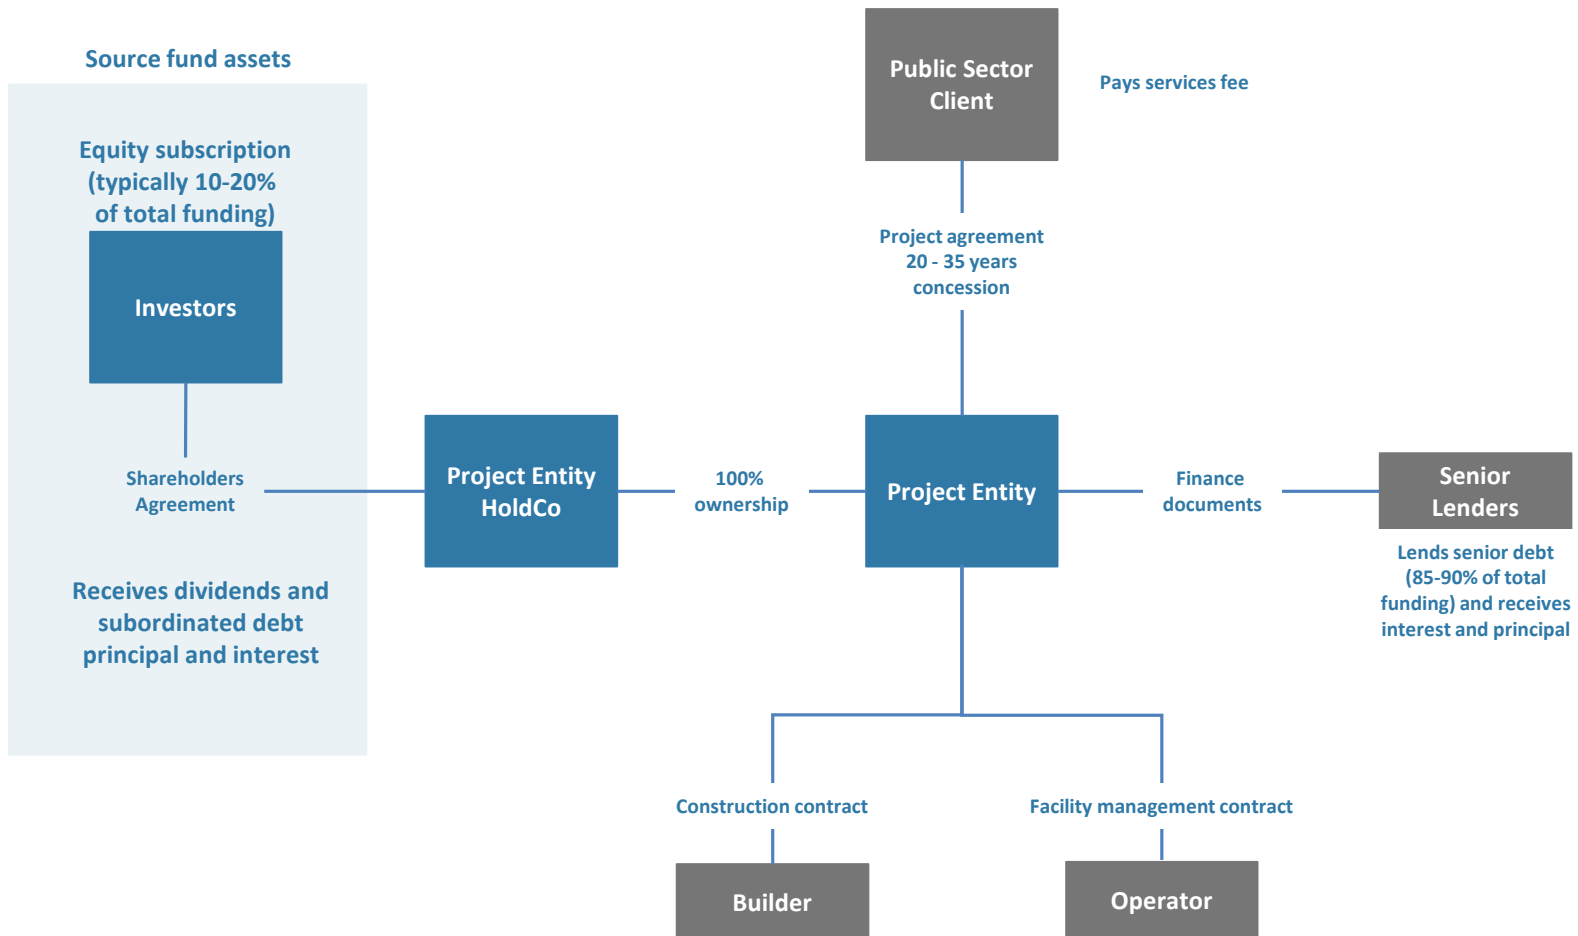 Source fund assets
Equity subscription
(typically 10-20%
of total funding)
Investors
Shareholders
Agreement
Receives dividends and
subordinated debt
principal and interest
Project Entity
HoldCo
100%
ownership
Public Sector
Client
Pays services fee
Project agreement
20 - 35 years
concession
Project Entity
Finance
documents
Senior
Lenders
Lends senior debt
(85-90% of total
funding) and receives
interest and principal
Construction contract
Builder
Facility management contract
Operator